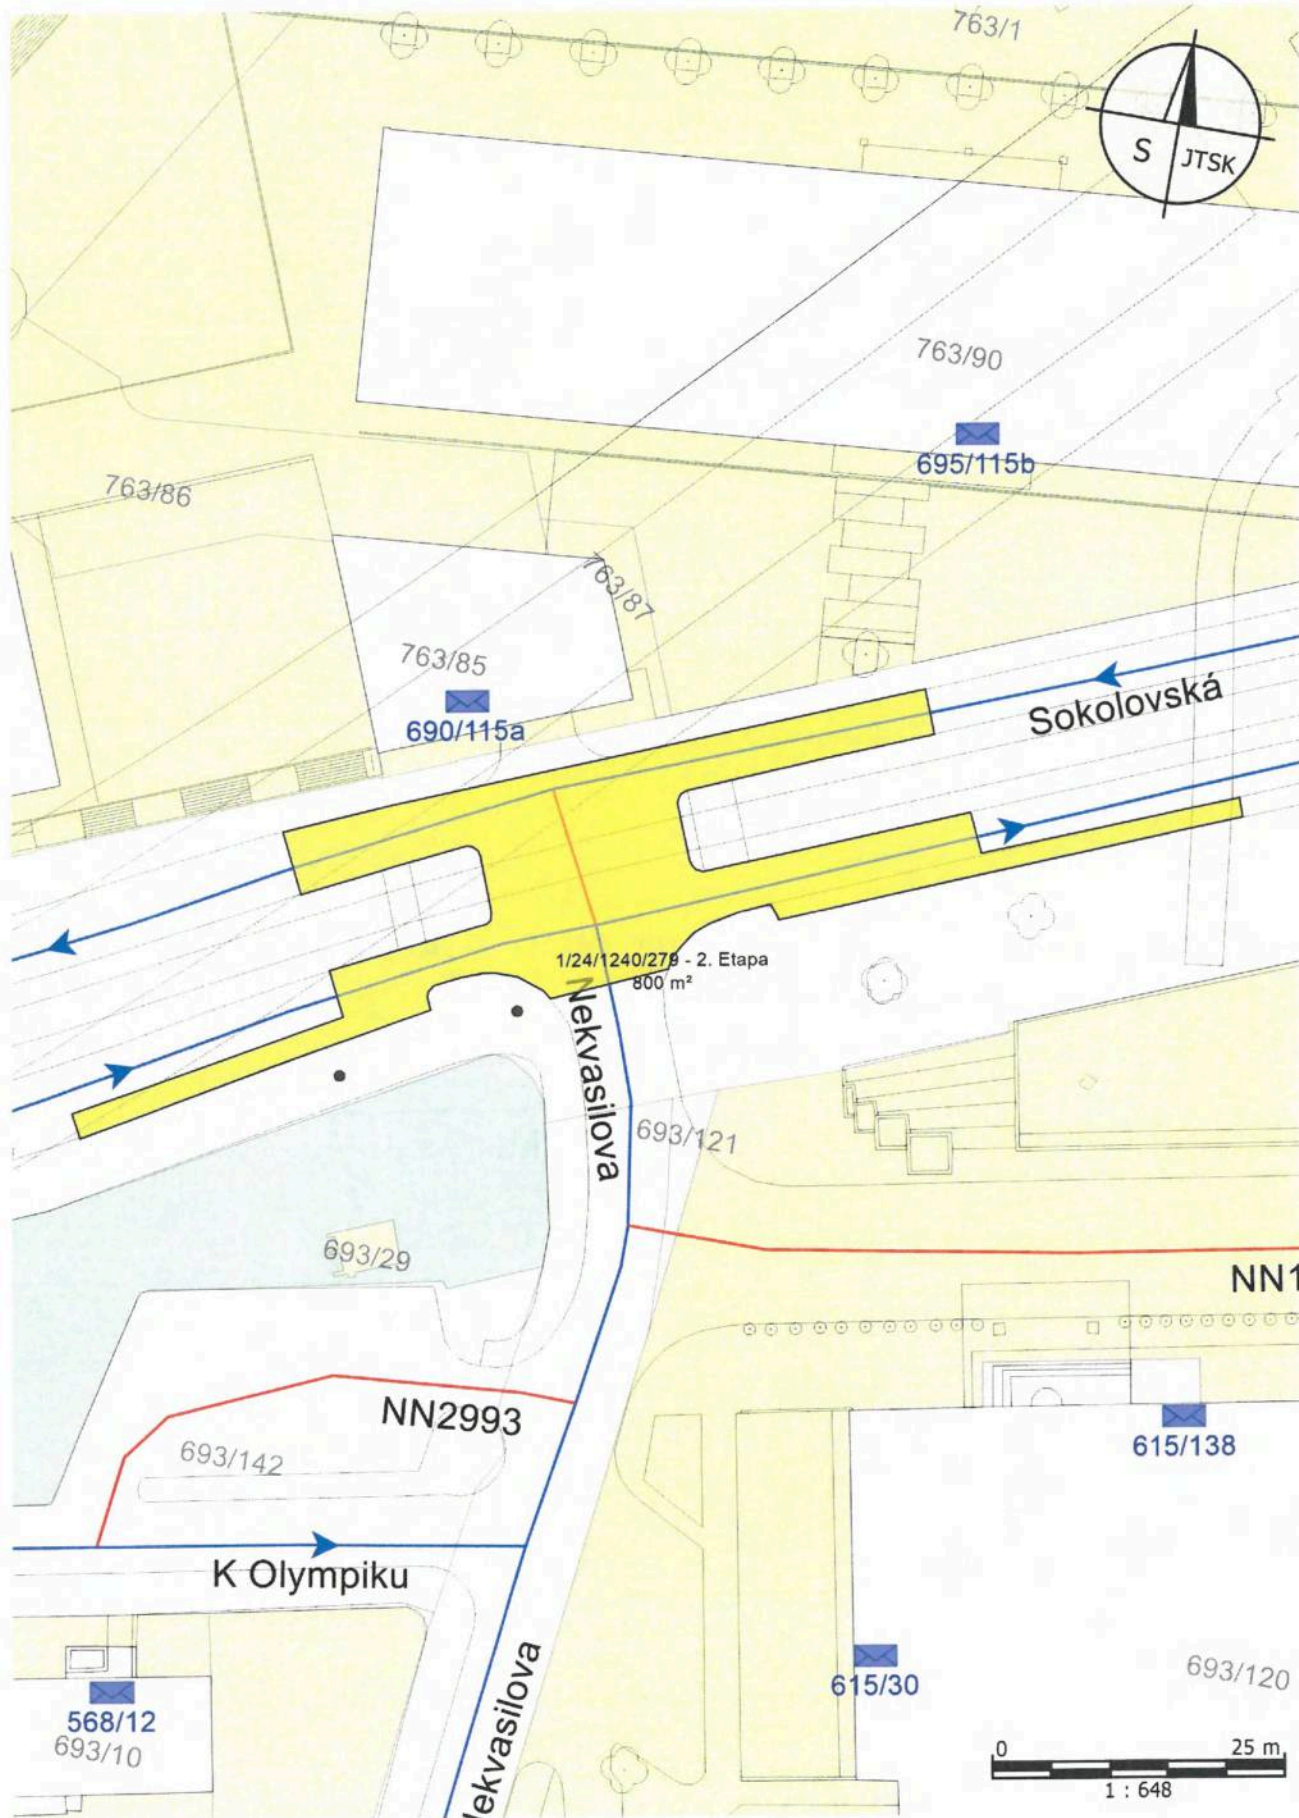 763/1
S JTSK
763/90
695/115b
763/86
763/87
763/85
690/115a
Sokolovská
1/24/1240/279 - 2. Etapa
800 m²
Nekvasilova
693/121
693/29
NN1
NN2993
693/142
615/138
K Olympiku
Nekvasilova
615/30
693/120
568/12
693/10
0 25 m
1 : 648